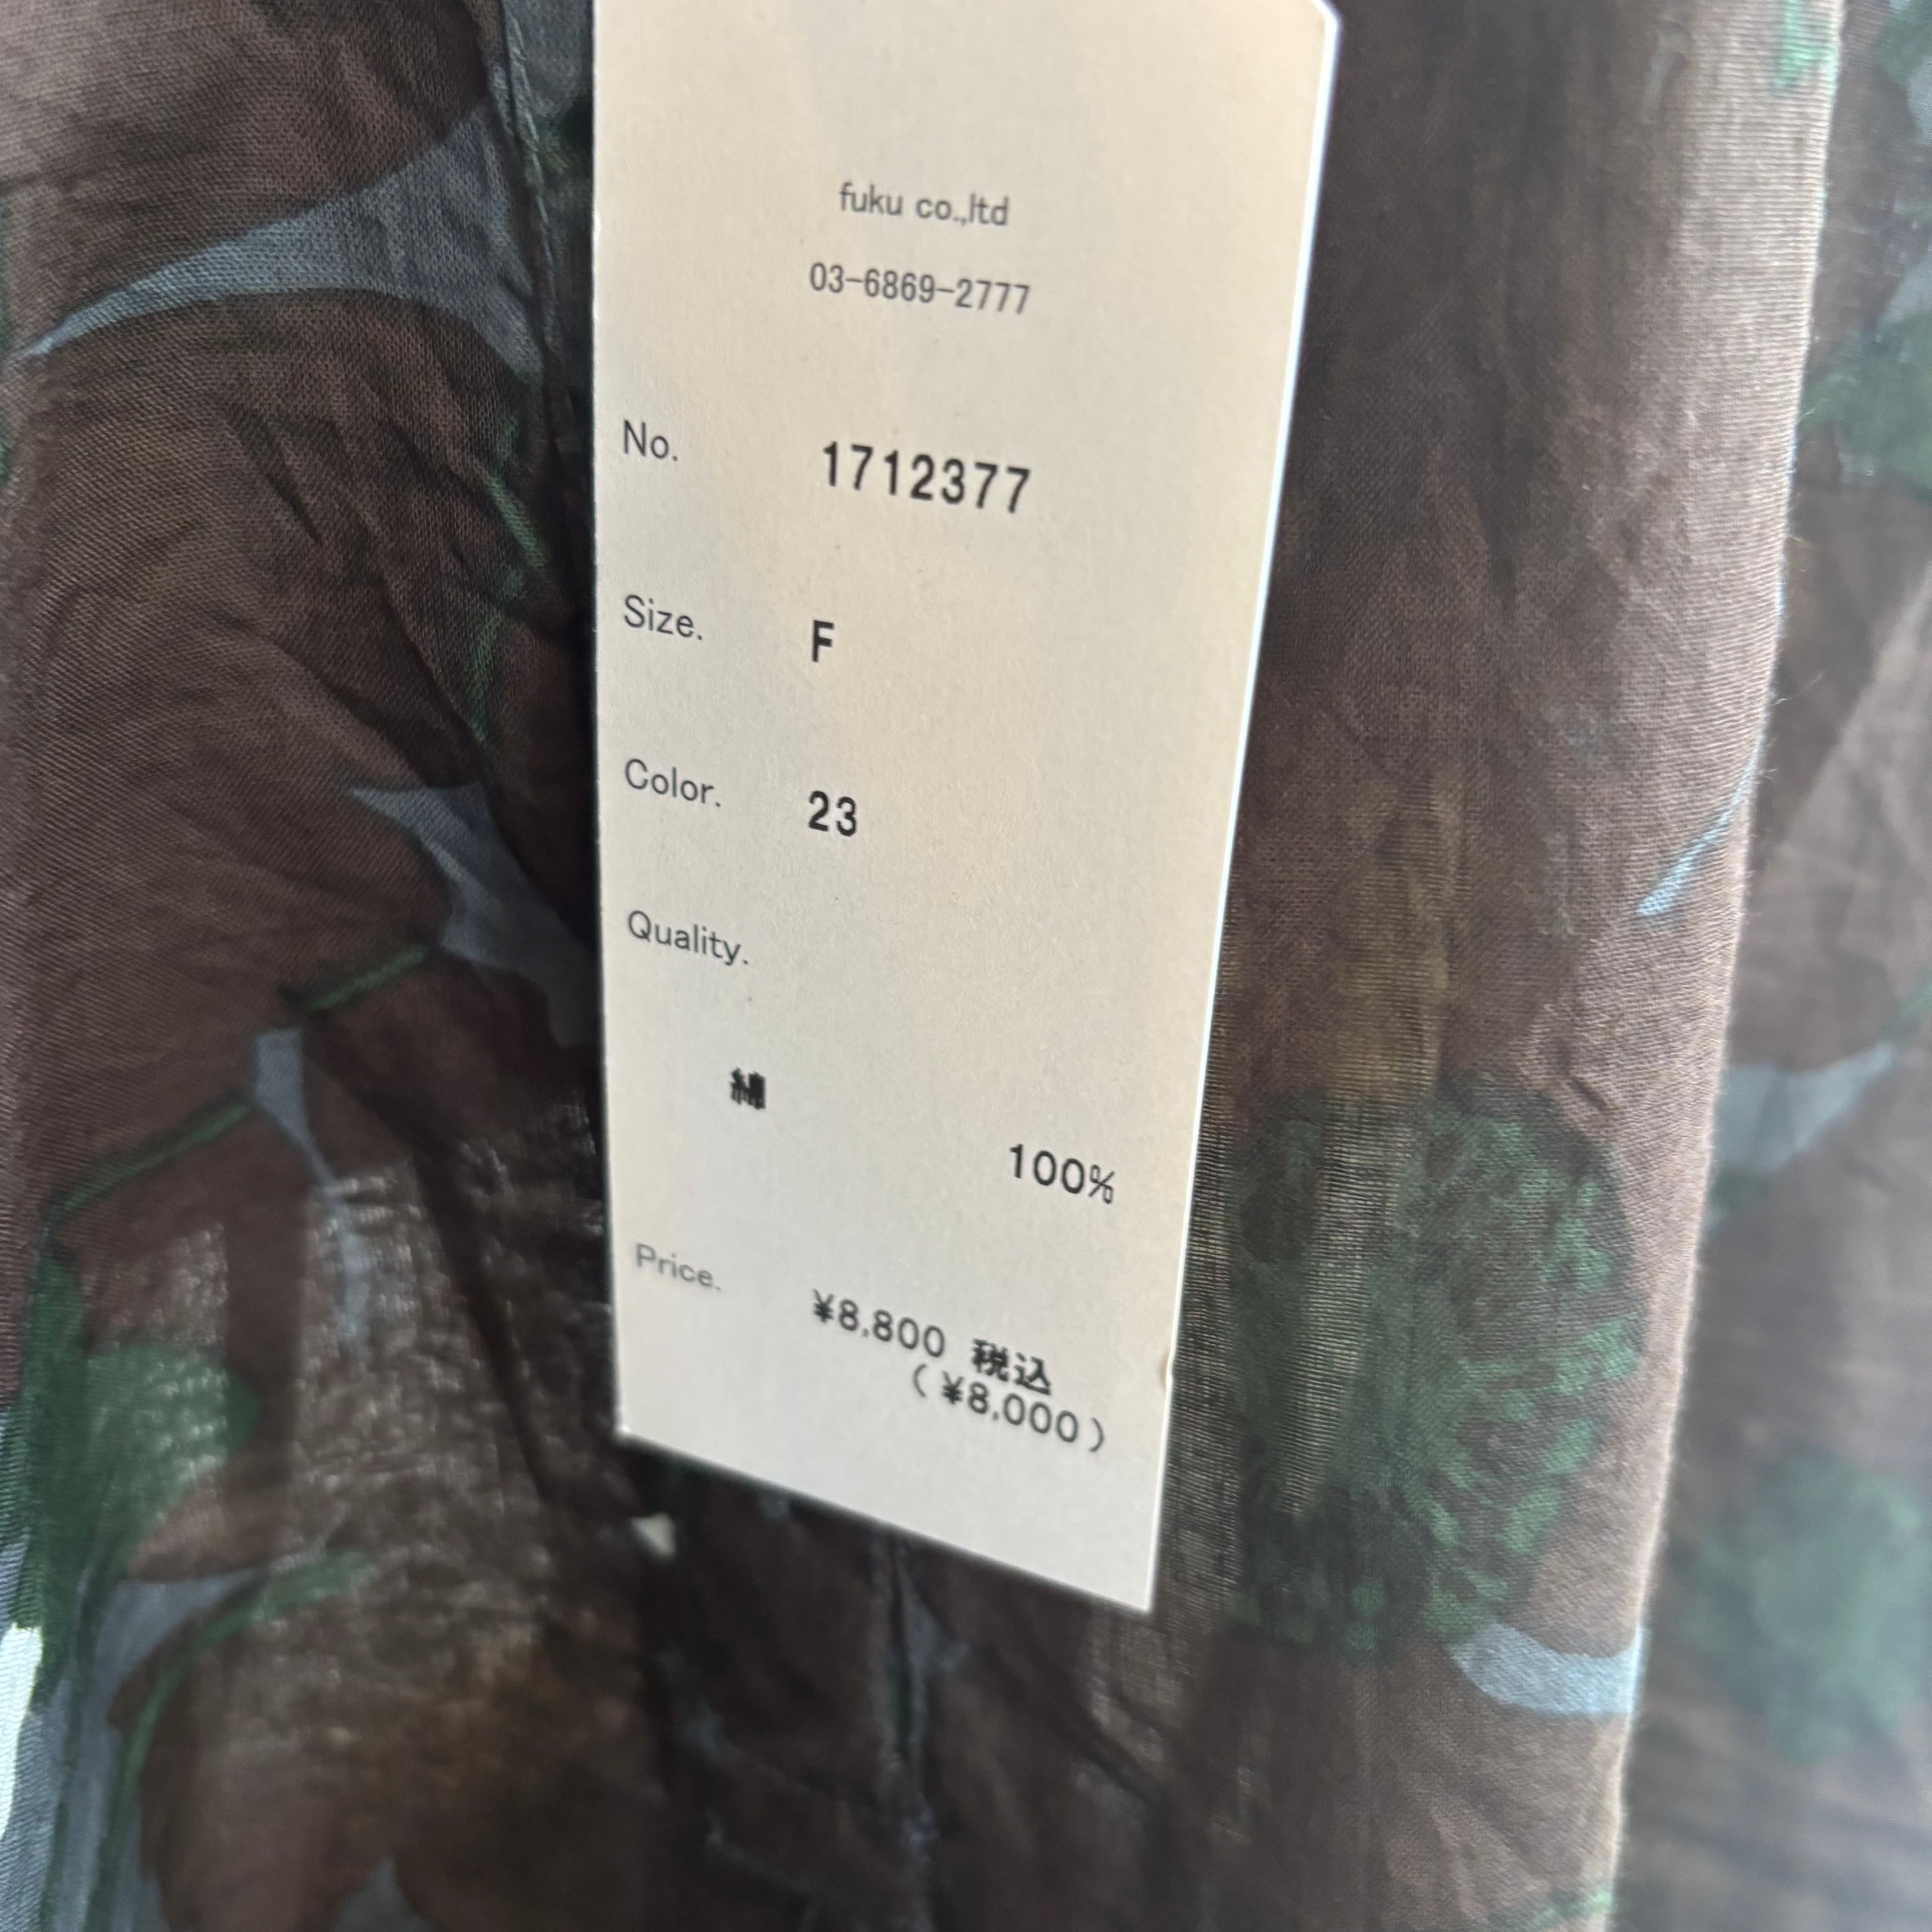 fuku co.,ltd
03-6869-2777
No. 1712377
Size. F
Color. 23
Quality.
綿
100%
Price. ¥8,800 税込
(¥8,000)